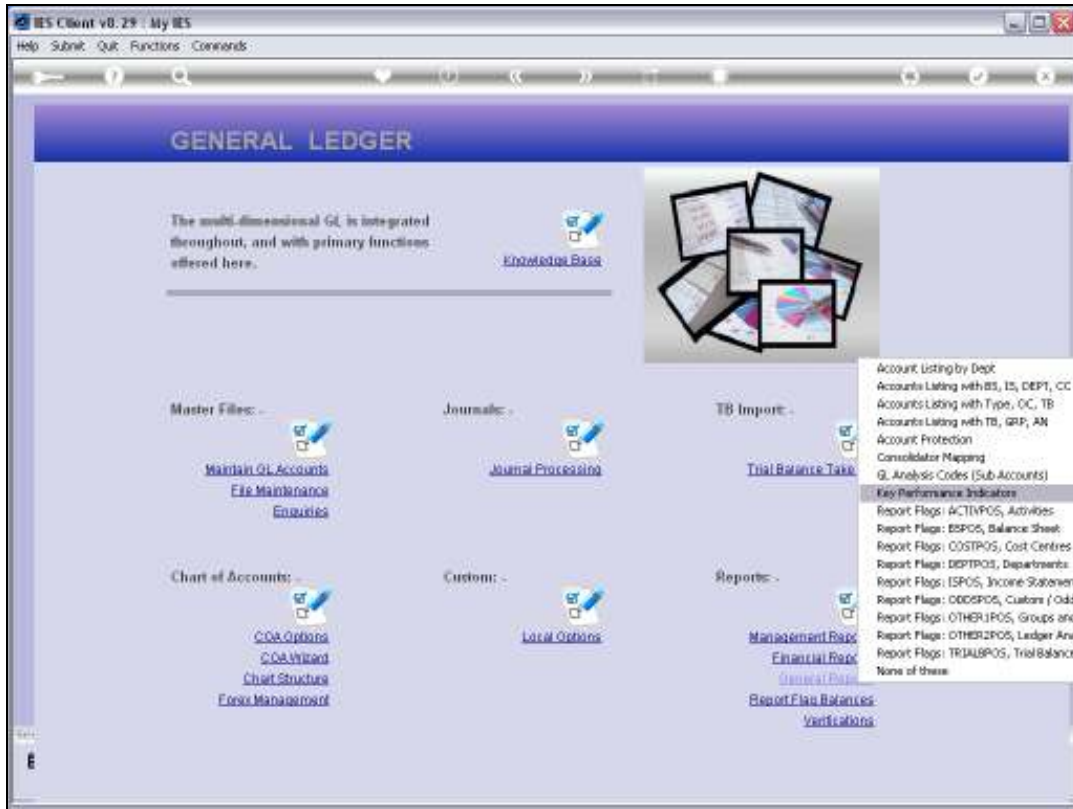 IES Client v8.29 : My IES
Help Submit Quit Functions Commands
GENERAL LEDGER
The multi-dimensional GL is integrated
throughout, and with primary functions
offered here.
Knowledge Base
Master Files: .
Maintain GL Accounts
File Maintenance
Enquiries
Journals: .
Journal Processing
TB Import: .
Trial Balance Take
Chart of Accounts: .
COA Options
COA Wizard
Chart Structure
Forex Management
Custom: .
Local Options
Reports: .
Management Repo
Financial Repo
General Repo
Report Flag Balances
Verifications
Account Listing by Dept
Accounts Listing with BS, IS, DEPT, CC
Accounts Listing with Type, OC, TB
Accounts Listing with TB, GRP, AN
Account Protection
Consolidator Mapping
GL Analysis Codes (Sub Accounts)
Key Performance Indicators
Report Flags: ACTIVPOS, Activities
Report Flags: BSPOS, Balance Sheet
Report Flags: COSTPOS, Cost Centres
Report Flags: DEPTPOS, Departments
Report Flags: ISPOS, Income Statemen
Report Flags: ODDSPOS, Custom / Odd
Report Flags: OTHER1POS, Groups and
Report Flags: OTHER2POS, Ledger Ana
Report Flags: TRIALBPOS, Trial Balance
None of these